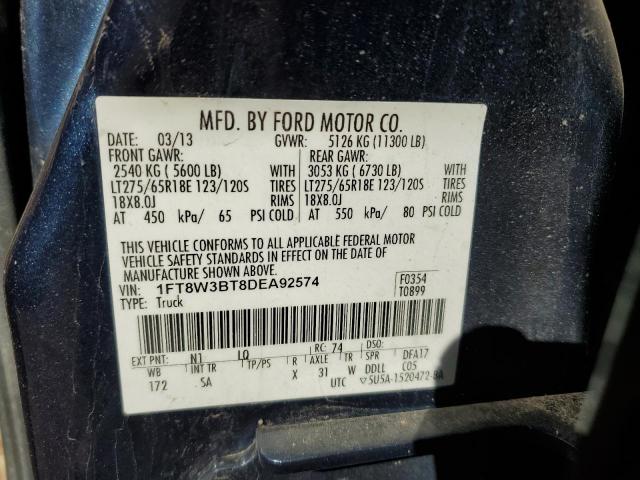 MFD. BY FORD MOTOR CO.
DATE: 03/13 GVWR: 5126 KG (11300 LB)
FRONT GAWR: REAR GAWR:
2540 KG ( 5600 LB) WITH 3053 KG ( 6730 LB) WITH
LT275/65R18E 123/120S TIRES LT275/65R18E 123/120S TIRES
18X8.0J RIMS 18X8.0J RIMS
AT 450 kPa/ 65 PSI COLD AT 550 kPa/ 80 PSI COLD
THIS VEHICLE CONFORMS TO ALL APPLICABLE FEDERAL MOTOR
VEHICLE SAFETY STANDARDS IN EFFECT ON THE DATE OF
MANUFACTURE SHOWN ABOVE.
VIN: 1FT8W3BT8DEA92574 F0354
TYPE: Truck T0899
EXT PNT: N1 LQ RC: 74 DSO:
WB INT TR TP/PS R AXLE TR SPR DFA17
172 SA X 31 W DDLL C05
UTC ▽5U5A-1520472-BA